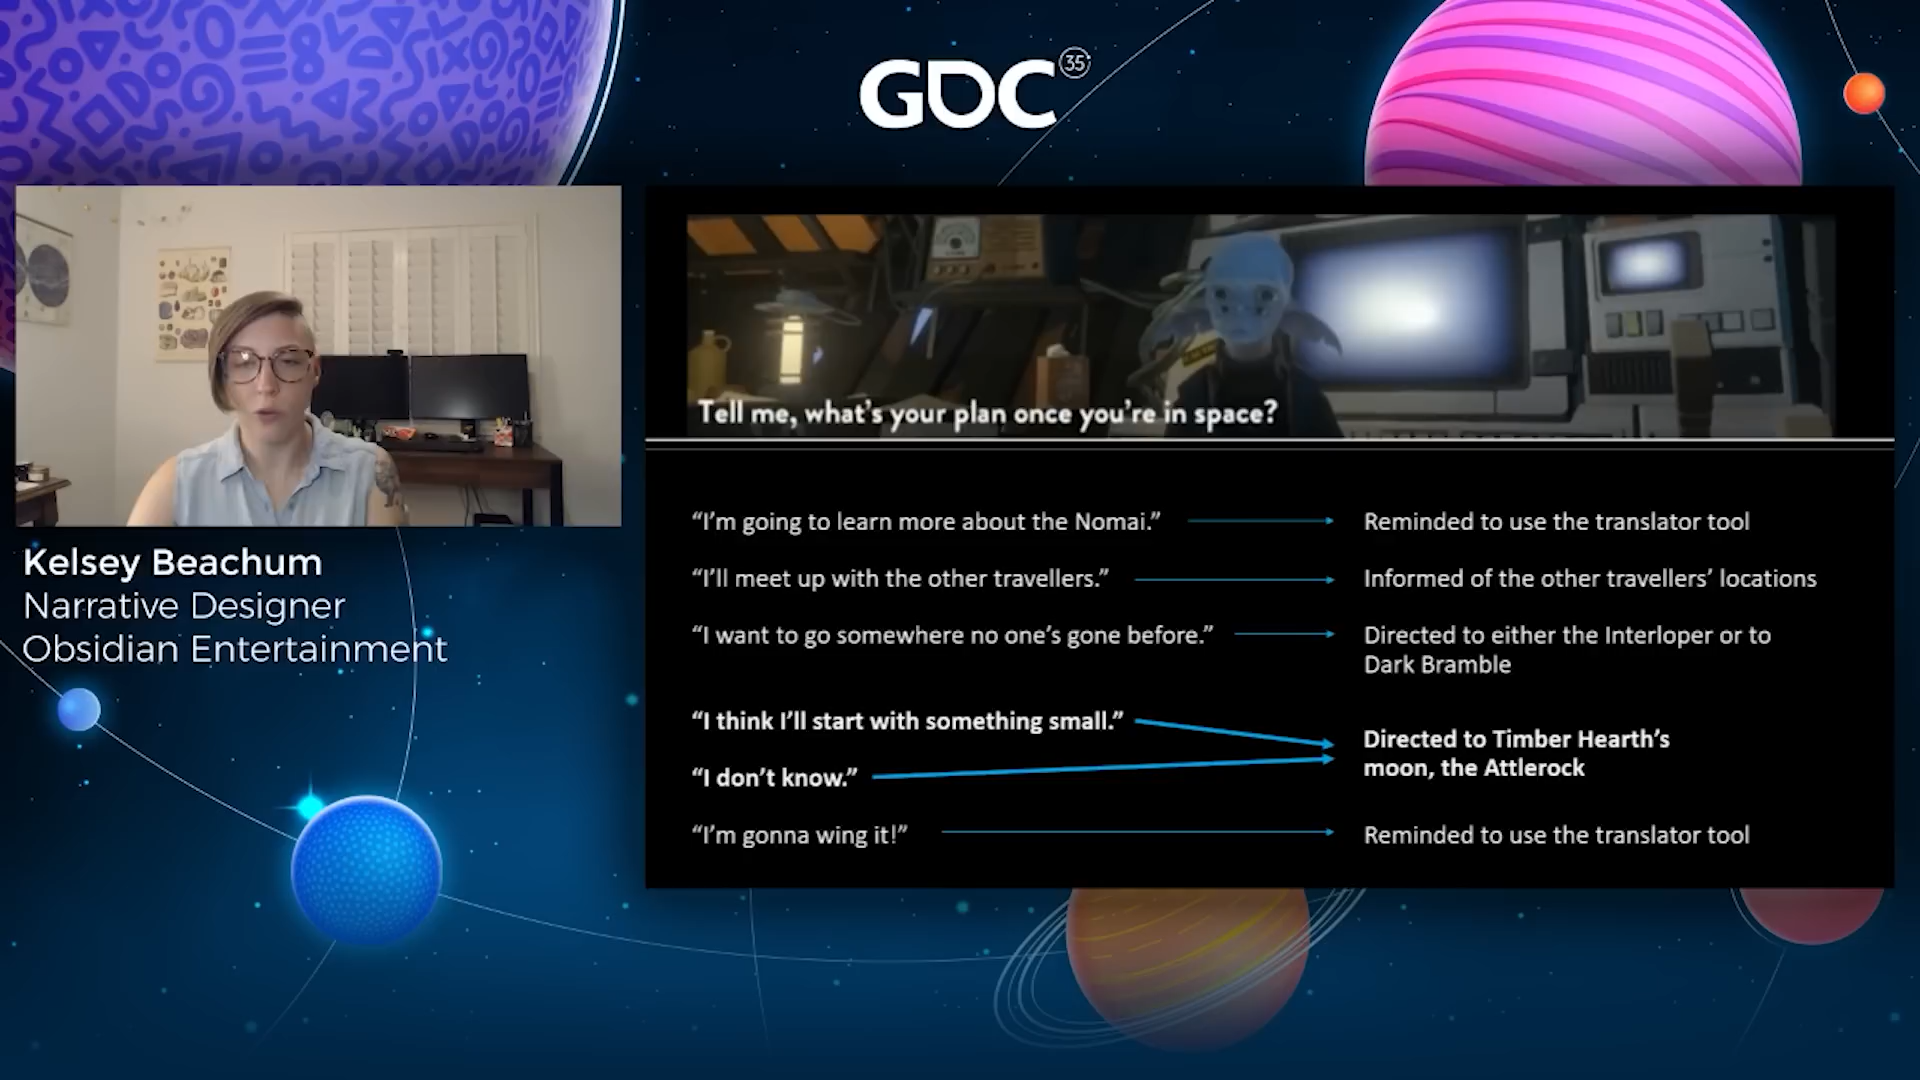 GDC 35
Kelsey Beachum
Narrative Designer
Obsidian Entertainment
Tell me, what's your plan once you're in space?
“I'm going to learn more about the Nomai.”
Reminded to use the translator tool
“I'll meet up with the other travellers.”
Informed of the other travellers' locations
“I want to go somewhere no one's gone before.”
Directed to either the Interloper or to
Dark Bramble
“I think I'll start with something small.”
“I don't know.”
Directed to Timber Hearth's
moon, the Attlerock
“I'm gonna wing it!”
Reminded to use the translator tool